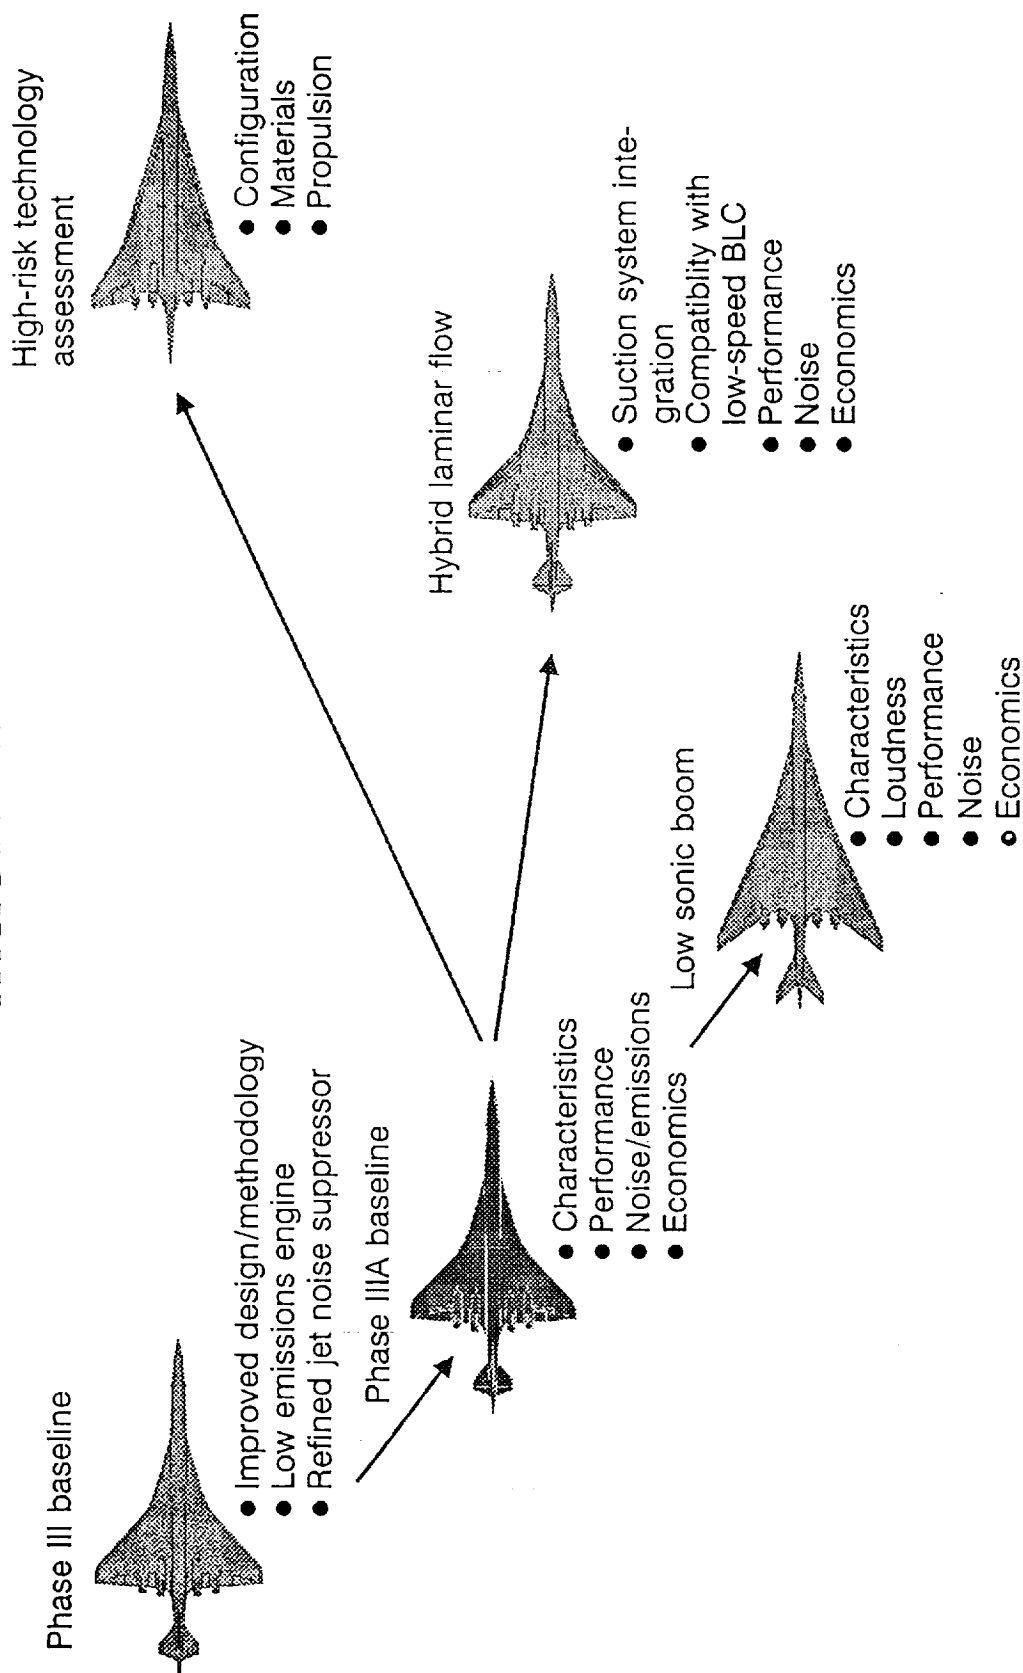 Phase III baseline
● Improved design/methodology
● Low emissions engine
● Refined jet noise suppressor
Phase IIIA baseline
● Characteristics
● Performance
● Noise/emissions
● Economics
High-risk technology
assessment
● Configuration
● Materials
● Propulsion
Hybrid laminar flow
● Suction system inte-
gration
● Compatiblity with
low-speed BLC
● Performance
● Noise
● Economics
Low sonic boom
● Characteristics
● Loudness
● Performance
● Noise
● Economics